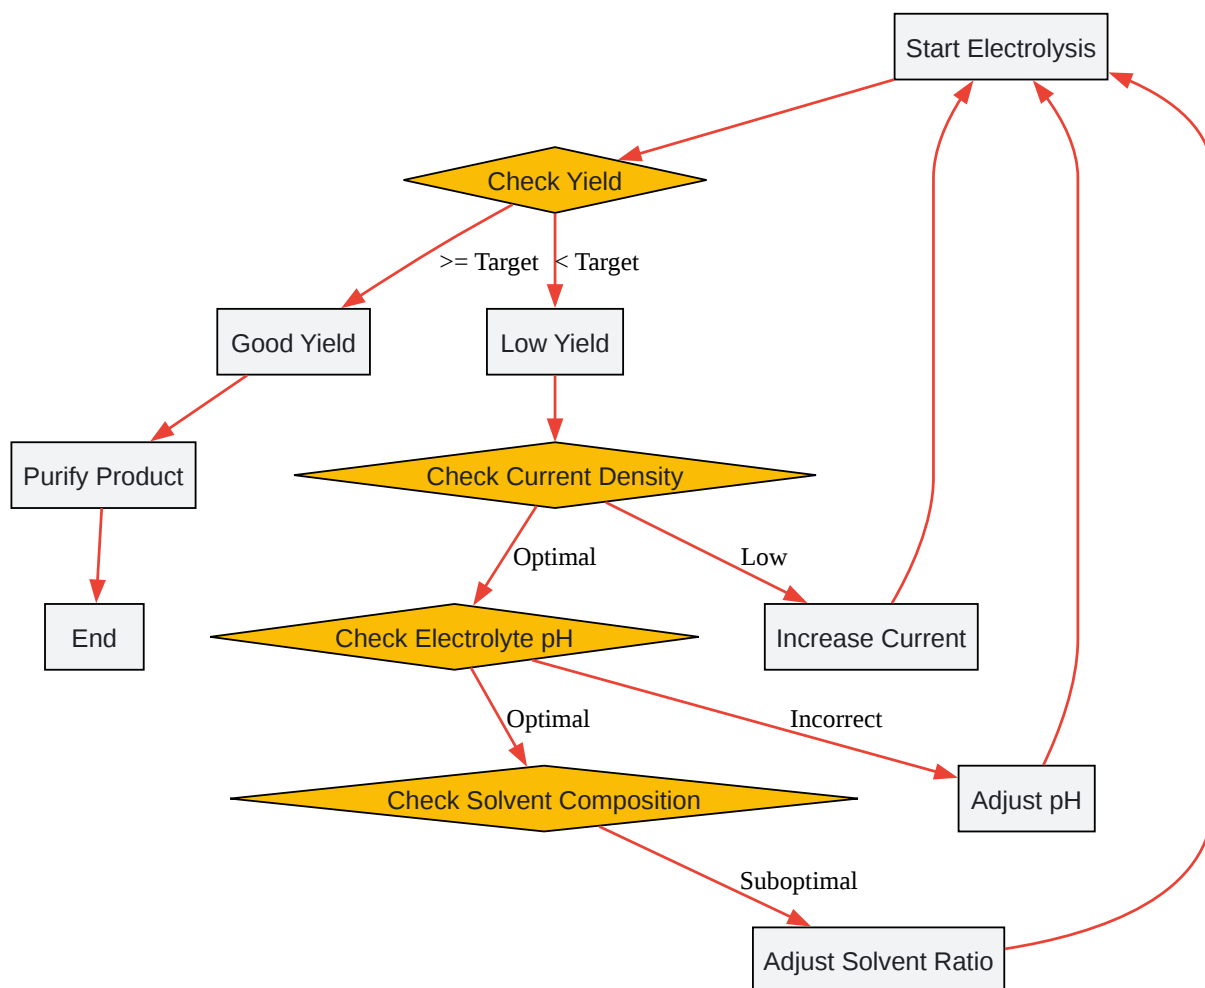 Start Electrolysis
Check Yield
>= Target
< Target
Good Yield
Low Yield
Purify Product
Check Current Density
Optimal
Low
End
Check Electrolyte pH
Increase Current
Optimal
Incorrect
Check Solvent Composition
Adjust pH
Suboptimal
Adjust Solvent Ratio